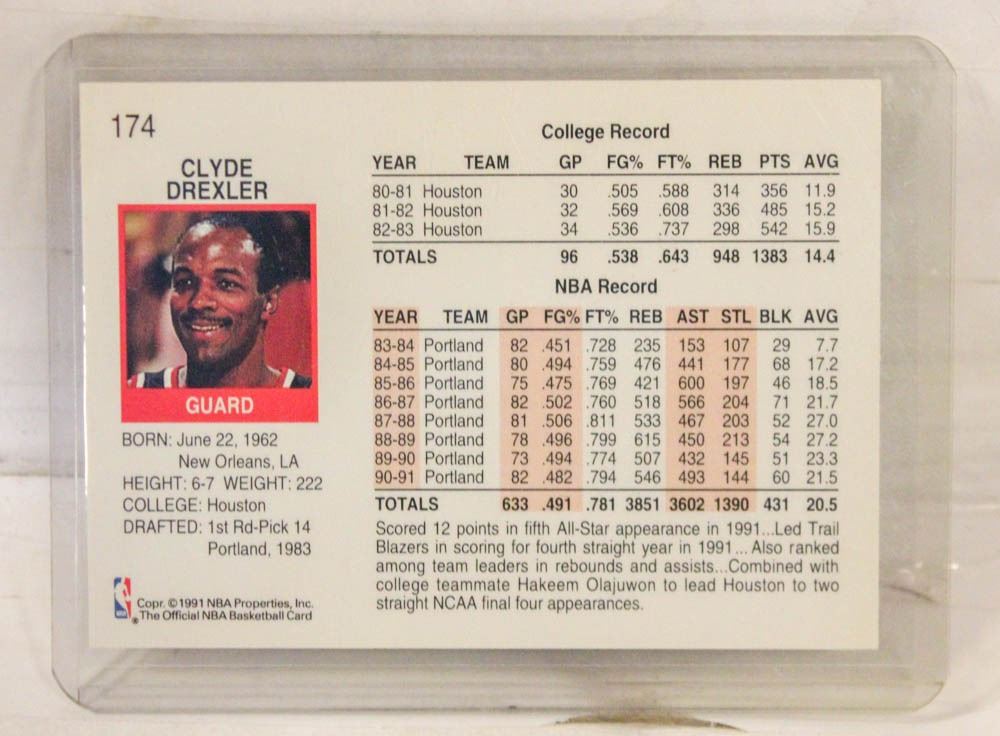 174
CLYDE
DREXLER
GUARD
BORN: June 22, 1962
New Orleans, LA
HEIGHT: 6-7 WEIGHT: 222
COLLEGE: Houston
DRAFTED: 1st Rd-Pick 14
Portland, 1983
Copr. ©1991 NBA Properties, Inc.
The Official NBA Basketball Card
College Record
YEAR TEAM GP FG% FT% REB PTS AVG
80-81 Houston 30 .505 .588 314 356 11.9
81-82 Houston 32 .569 .608 336 485 15.2
82-83 Houston 34 .536 .737 298 542 15.9
TOTALS 96 .538 .643 948 1383 14.4
NBA Record
YEAR TEAM GP FG% FT% REB AST STL BLK AVG
83-84 Portland 82 .451 .728 235 153 107 29 7.7
84-85 Portland 80 .494 .759 476 441 177 68 17.2
85-86 Portland 75 .475 .769 421 600 197 46 18.5
86-87 Portland 82 .502 .760 518 566 204 71 21.7
87-88 Portland 81 .506 .811 533 467 203 52 27.0
88-89 Portland 78 .496 .799 615 450 213 54 27.2
89-90 Portland 73 .494 .774 507 432 145 51 23.3
90-91 Portland 82 .482 .794 546 493 144 60 21.5
TOTALS 633 .491 .781 3851 3602 1390 431 20.5
Scored 12 points in fifth All-Star appearance in 1991...Led Trail
Blazers in scoring for fourth straight year in 1991... Also ranked
among team leaders in rebounds and assists...Combined with
college teammate Hakeem Olajuwon to lead Houston to two
straight NCAA final four appearances.